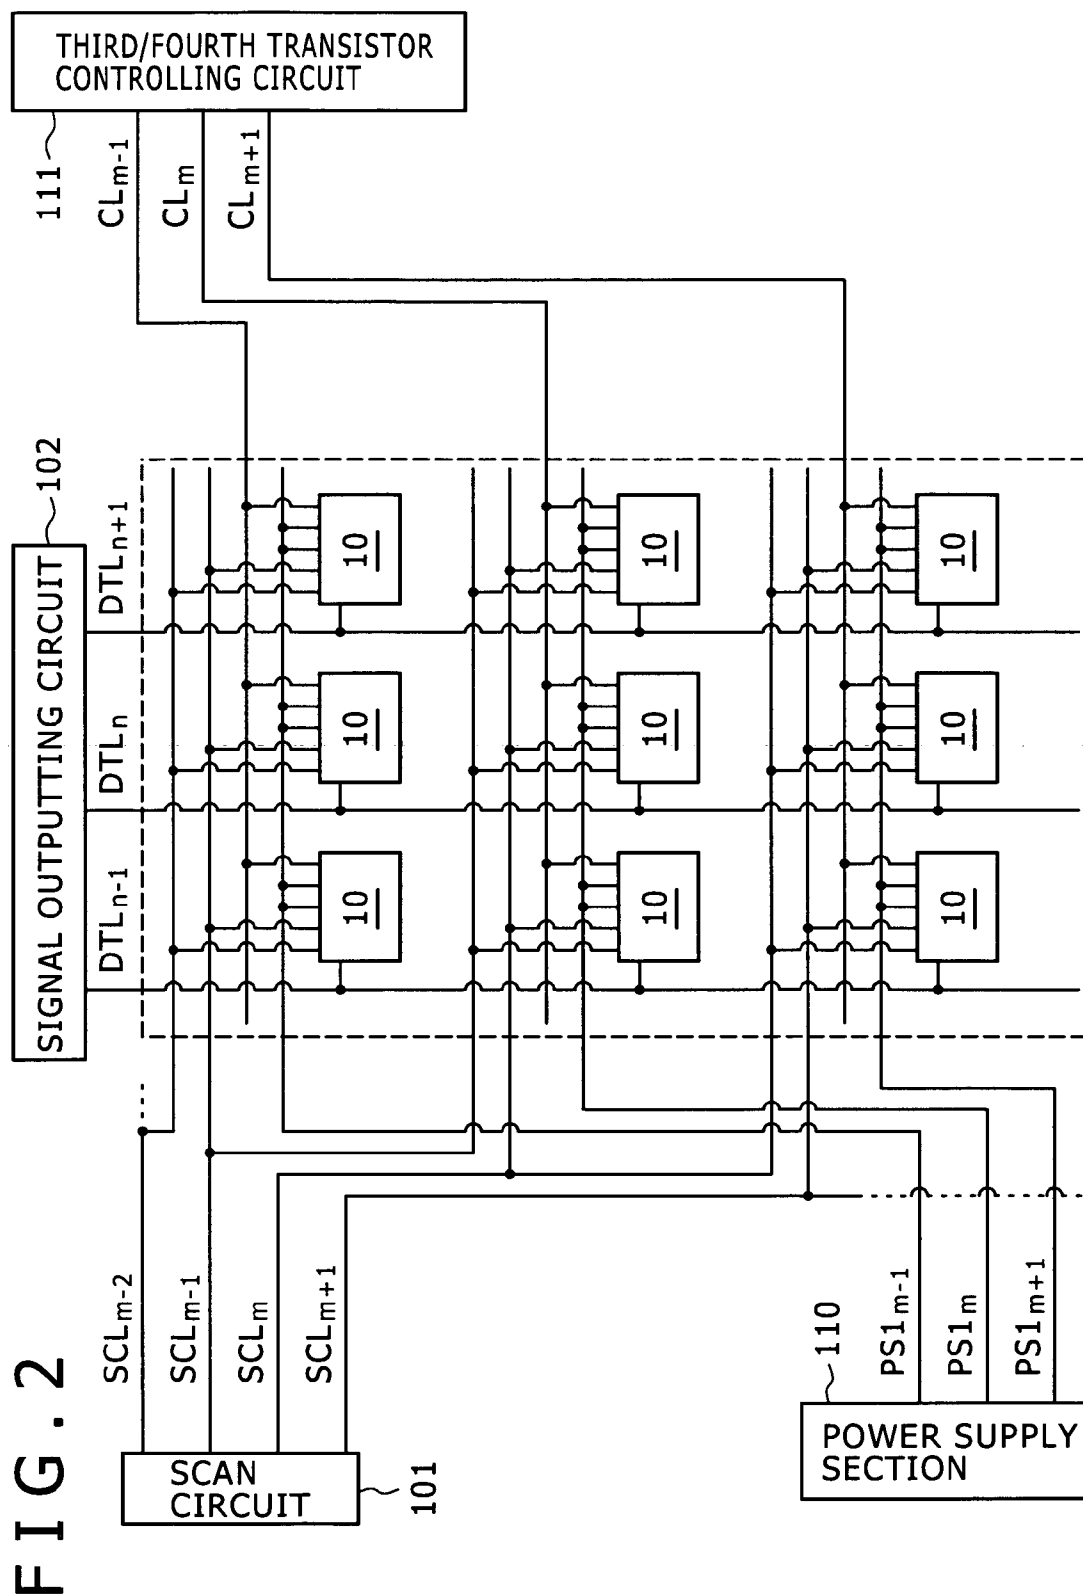 FIG.2
THIRD/FOURTH TRANSISTOR
CONTROLLING CIRCUIT
111
CLm-1
CLm
CLm+1
SIGNAL OUTPUTTING CIRCUIT
102
DTLn-1
DTLn
DTLn+1
10 10 10
10 10 10
10 10 10
SCLm-2
SCLm-1
SCLm
SCLm+1
SCAN
CIRCUIT
101
POWER SUPPLY
SECTION
110
PS1m-1
PS1m
PS1m+1